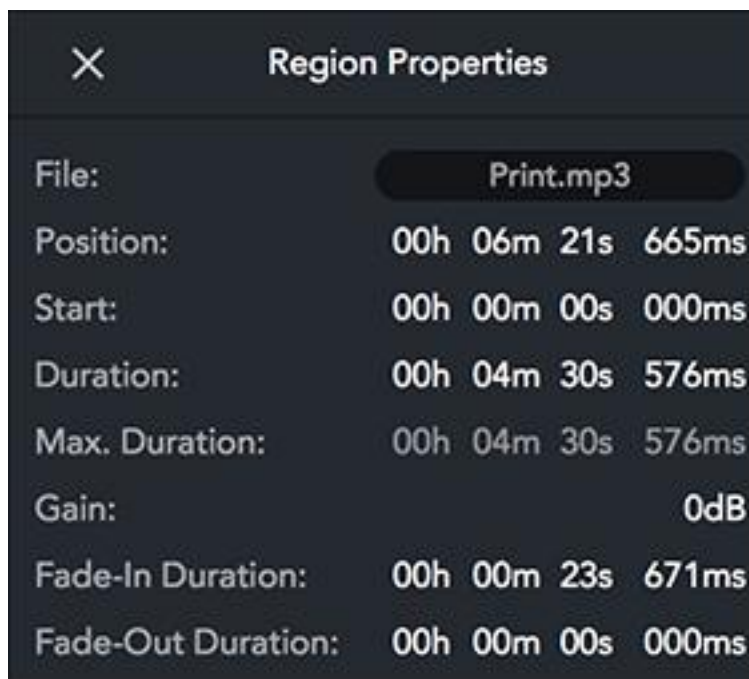 Region Properties
File: Print.mp3
Position: 00h 06m 21s 665ms
Start: 00h 00m 00s 000ms
Duration: 00h 04m 30s 576ms
Max. Duration: 00h 04m 30s 576ms
Gain: 0dB
Fade-In Duration: 00h 00m 23s 671ms
Fade-Out Duration: 00h 00m 00s 000ms